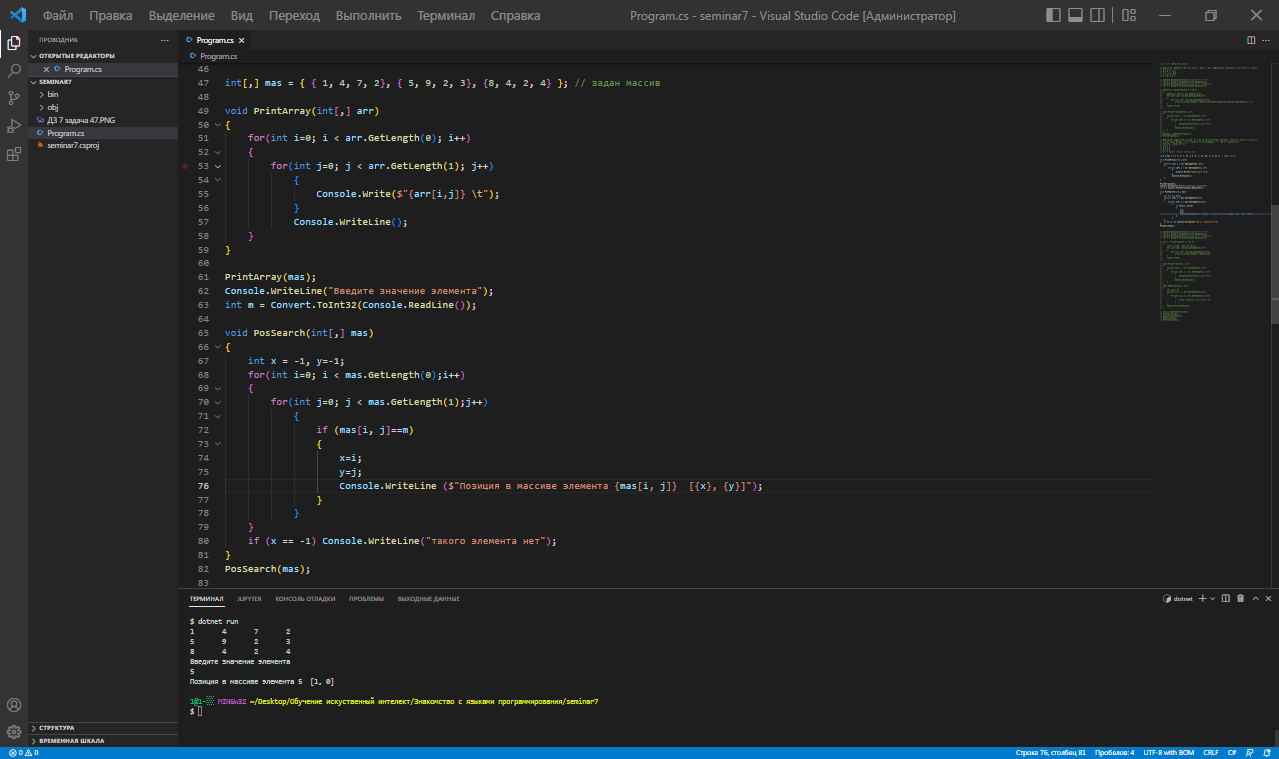 Файл Правка Выделение Вид Переход Выполнить Терминал Справка Program.cs - seminar7 - Visual Studio Code [Администратор]
ПРОВОДНИК
ОТКРЫТЫЕ РЕДАКТОРЫ
Program.cs
SEMINAR7
bin
obj
ДЗ 7 задача 47.PNG
Program.cs
seminar7.csproj
СТРУКТУРА
ВРЕМЕННАЯ ШКАЛА
Program.cs
Program.cs
46
47 int[,] mas = { { 1, 4, 7, 2}, { 5, 9, 2, 3}, {8, 4, 2, 4} }; // задан массив
48
49 void PrintArray(int[,] arr)
50 {
51 for(int i=0; i < arr.GetLength(0); i++)
52 {
53 for(int j=0; j < arr.GetLength(1); j++)
54 {
55 Console.Write($"{arr[i,j]} \t");
56 }
57 Console.WriteLine();
58 }
59 }
60
61 PrintArray(mas);
62 Console.WriteLine("Введите значение элемента");
63 int m = Convert.ToInt32(Console.ReadLine());
64
65 void PosSearch(int[,] mas)
66 {
67 int x = -1, y=-1;
68 for(int i=0; i < mas.GetLength(0);i++)
69 {
70 for(int j=0; j < mas.GetLength(1);j++)
71 {
72 if (mas[i, j]==m)
73 {
74 x=i;
75 y=j;
76 Console.WriteLine ($"Позиция в массиве элемента {mas[i, j]}  [{x}, {y}]");
77 }
78 }
79 }
80 if (x == -1) Console.WriteLine("такого элемента нет");
81 }
82 PosSearch(mas);
83
ТЕРМИНАЛ JUPYTER КОНСОЛЬ ОТЛАДКИ ПРОБЛЕМЫ ВЫХОДНЫЕ ДАННЫЕ dotnet
$ dotnet run
1 4 7 2
5 9 2 3
8 4 2 4
Введите значение элемента
5
Позиция в массиве элемента 5  [1, 0]
MINGW32 ~/Desktop/Обучение искуственный интелект/Знакомство с языками программирования/seminar7
$
0 0 Строка 76, столбец 81 Пробелов: 4 UTF-8 with BOM CRLF C#